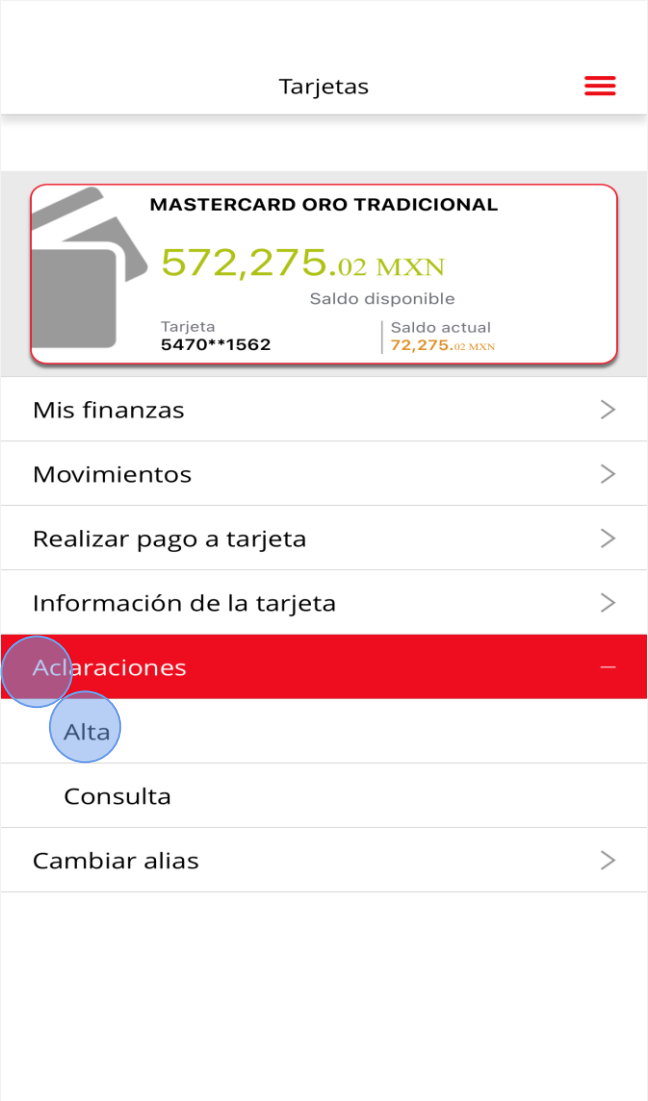 Tarjetas
MASTERCARD ORO TRADICIONAL
572,275.02 MXN
Saldo disponible
Tarjeta
5470**1562
Saldo actual
72,275.02 MXN
Mis finanzas
Movimientos
Realizar pago a tarjeta
Información de la tarjeta
Aclaraciones
Alta
Consulta
Cambiar alias